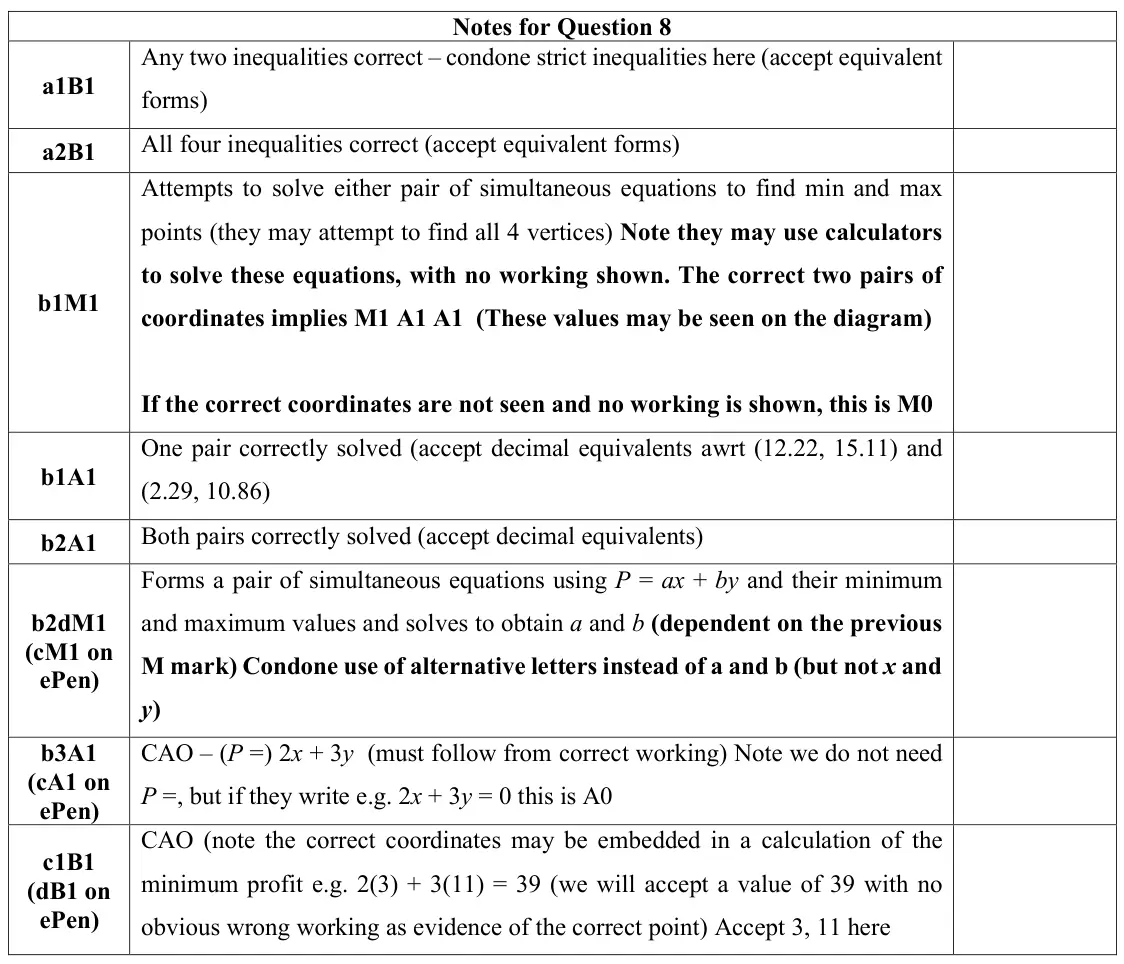 Notes for Question 8
a1B1
Any two inequalities correct – condone strict inequalities here (accept equivalent
forms)
a2B1
All four inequalities correct (accept equivalent forms)
b1M1
Attempts to solve either pair of simultaneous equations to find min and max
points (they may attempt to find all 4 vertices) Note they may use calculators
to solve these equations, with no working shown. The correct two pairs of
coordinates implies M1 A1 A1 (These values may be seen on the diagram)
If the correct coordinates are not seen and no working is shown, this is M0
b1A1
One pair correctly solved (accept decimal equivalents awrt (12.22, 15.11) and
(2.29, 10.86)
b2A1
Both pairs correctly solved (accept decimal equivalents)
b2dM1
(cM1 on
ePen)
Forms a pair of simultaneous equations using P = ax + by and their minimum
and maximum values and solves to obtain a and b (dependent on the previous
M mark) Condone use of alternative letters instead of a and b (but not x and
y)
b3A1
(cA1 on
ePen)
CAO – (P =) 2x + 3y (must follow from correct working) Note we do not need
P =, but if they write e.g. 2x + 3y = 0 this is A0
c1B1
(dB1 on
ePen)
CAO (note the correct coordinates may be embedded in a calculation of the
minimum profit e.g. 2(3) + 3(11) = 39 (we will accept a value of 39 with no
obvious wrong working as evidence of the correct point) Accept 3, 11 here